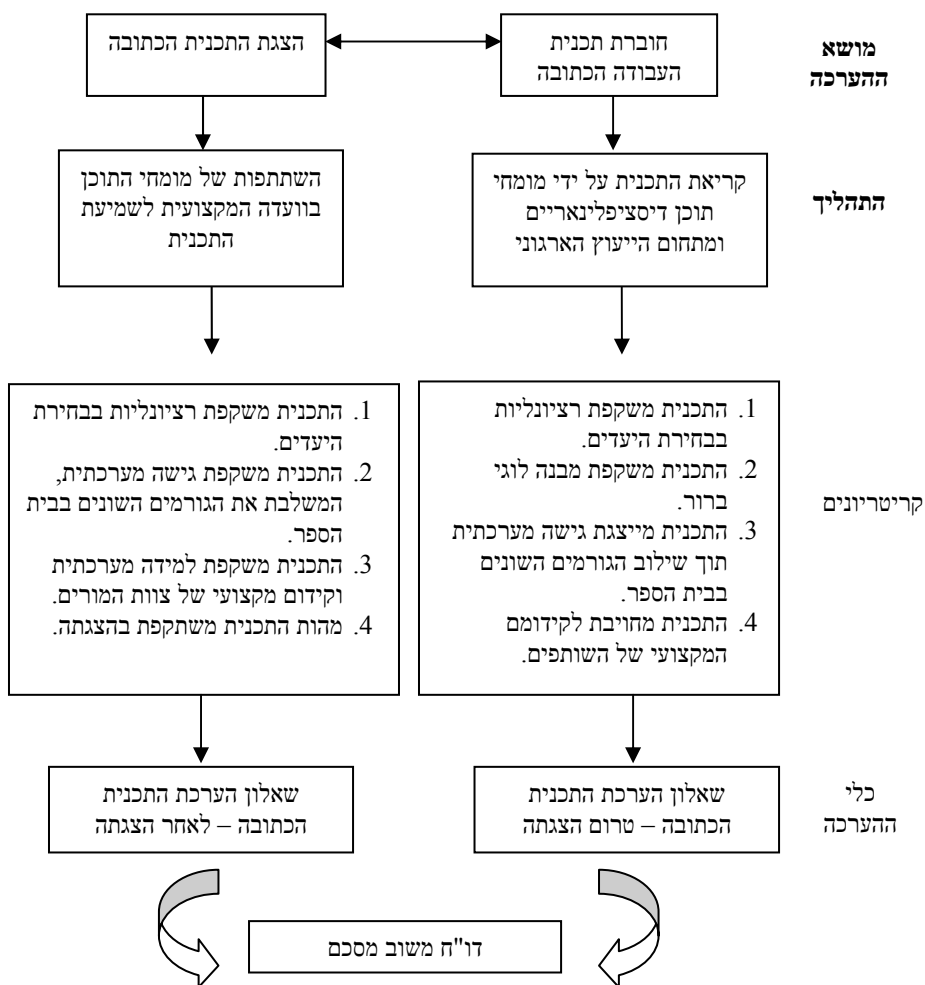 מושא
ההערכה
חוברת תכנית
העבודה הכתובה
הצגת התכנית הכתובה
התהליך
קריאת התכנית על ידי מומחי
תוכן דיסציפלינאריים
ומתחום הייעוץ הארגוני
השתתפות של מומחי התוכן
בוועדה המקצועית לשמיעת
התכנית
קריטריונים
1. התכנית משקפת רציונליות
בבחירת היעדים.
2. התכנית משקפת מבנה לוגי
ברור.
3. התכנית מייצגת גישה מערכתית
תוך שילוב הגורמים השונים
בבית הספר.
4. התכנית מחויבת לקידומם
המקצועי של השותפים.
1. התכנית משקפת רציונליות בבחירת
היעדים.
2. התכנית משקפת גישה מערכתית,
המשלבת את הגורמים השונים בבית
הספר.
3. התכנית משקפת למידה מערכתית
וקידום מקצועי של צוות המורים.
4. מהות התכנית משתקפת בהצגתה.
כלי
ההערכה
שאלון הערכת התכנית
הכתובה – טרום הצגתה
שאלון הערכת התכנית
הכתובה – לאחר הצגתה
דו"ח משוב מסכם